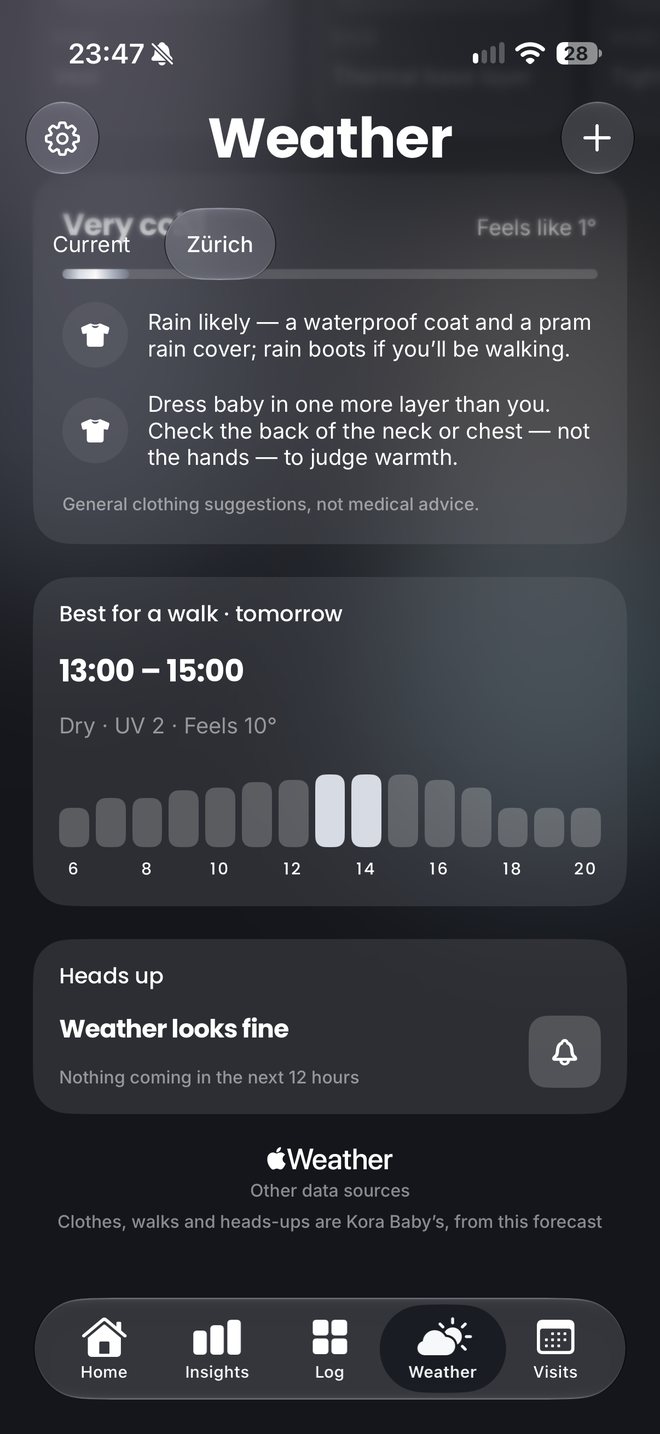 23:47
28
Weather
Very
Feels like 1°
Current
Zürich
Rain likely — a waterproof coat and a pram
rain cover; rain boots if you’ll be walking.
Dress baby in one more layer than you.
Check the back of the neck or chest — not
the hands — to judge warmth.
General clothing suggestions, not medical advice.
Best for a walk · tomorrow
13:00 – 15:00
Dry · UV 2 · Feels 10°
6 8 10 12 14 16 18 20
Heads up
Weather looks fine
Nothing coming in the next 12 hours
Weather
Other data sources
Clothes, walks and heads-ups are Kora Baby’s, from this forecast
Home Insights Log Weather Visits